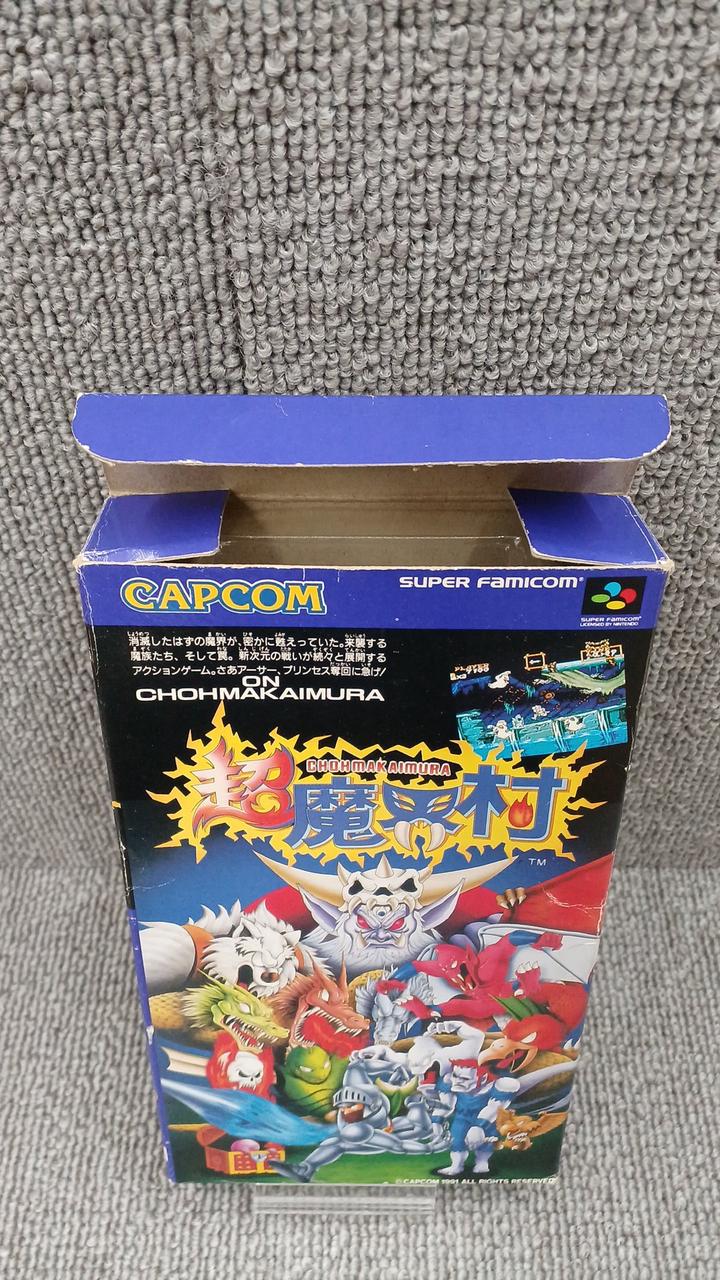 CAPCOM
SUPER FAMICOM®
SUPER FAMICOM®
LICENSED BY NINTENDO
消滅したはずの魔界が、密かに甦えっていた。来襲する
魔族たち、そして罠。新次元の戦いが続々と展開する
アクションゲーム。さあアーサー、プリンセス奪回に急げ!
ON
CHOHMAKAIMURA
CHOHMAKAIMURA
超魔界村
TM
©CAPCOM 1991 ALL RIGHTS RESERVED